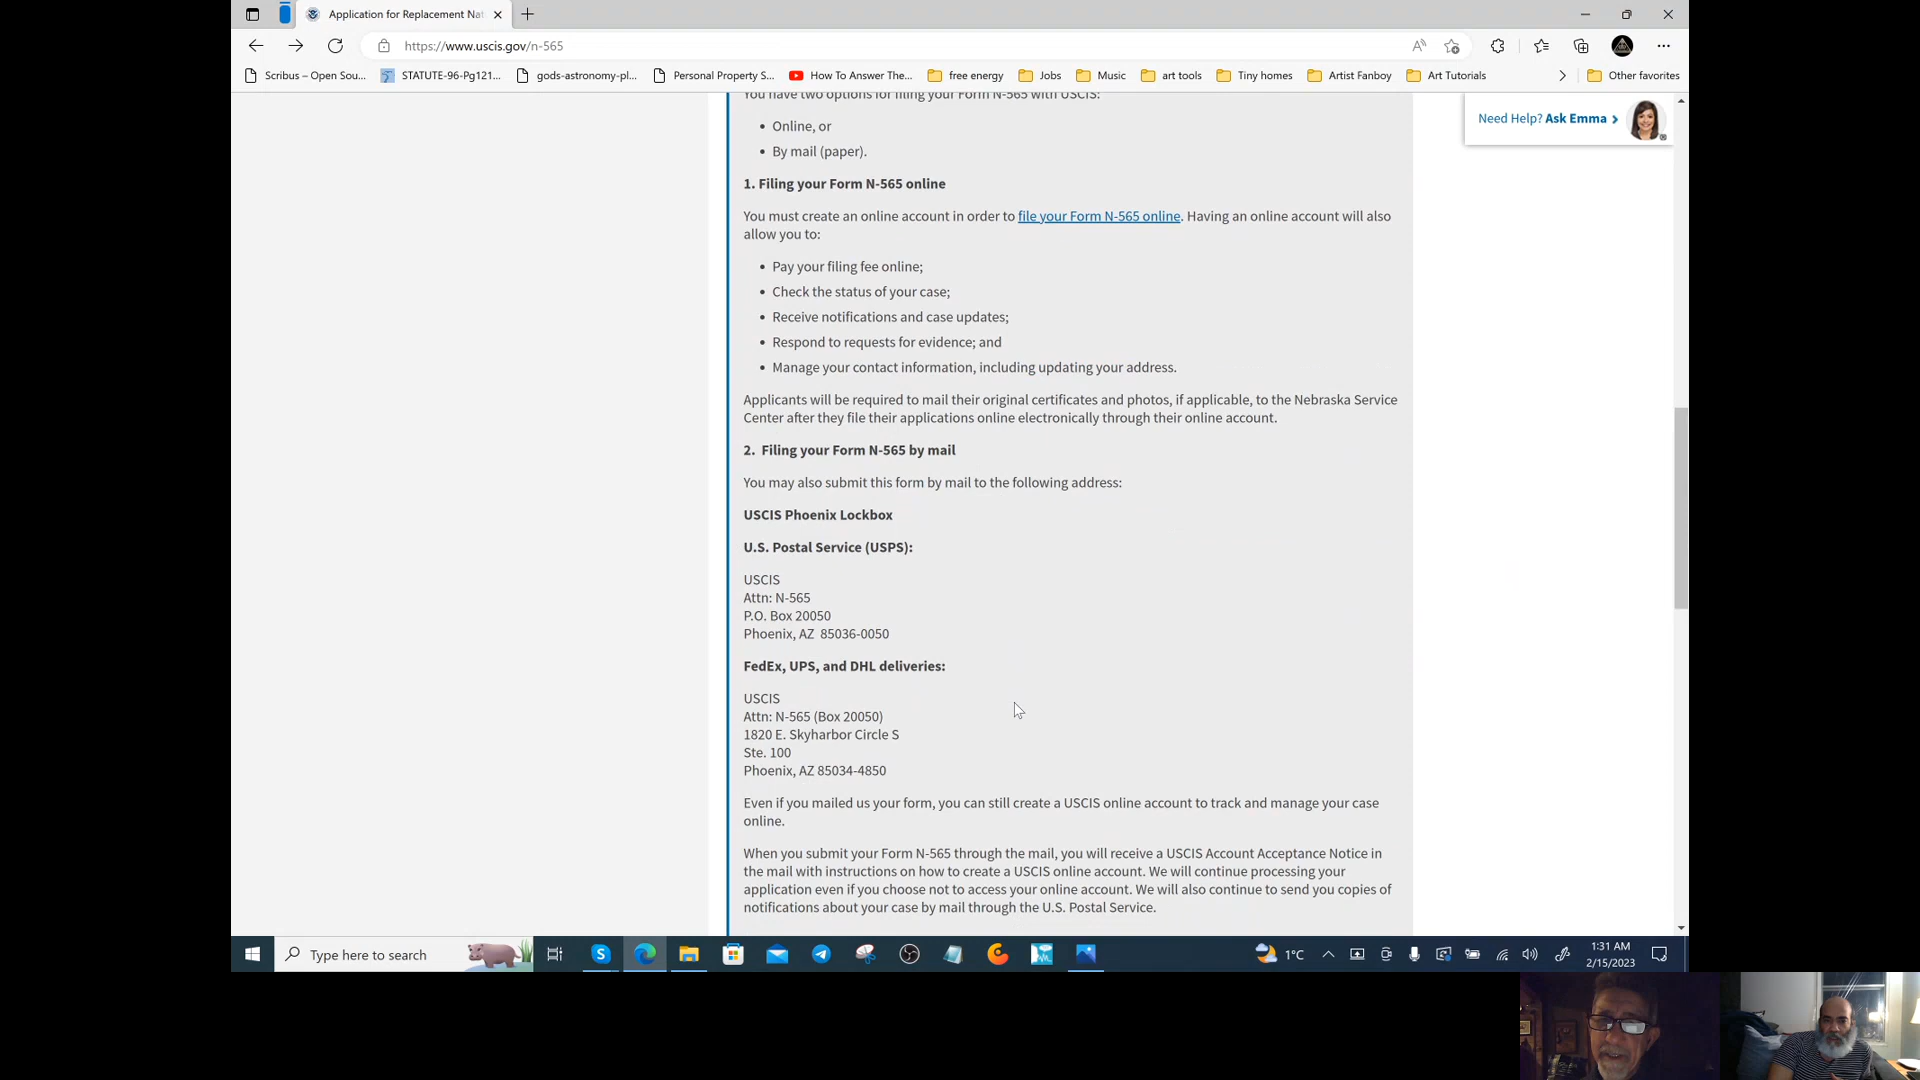 Application for Replacement Nat
https://www.uscis.gov/n-565
Scribus – Open Sou...
STATUTE-96-Pg121...
gods-astronomy-pl...
Personal Property S...
How To Answer The...
free energy
Jobs
Music
art tools
Tiny homes
Artist Fanboy
Art Tutorials
Other favorites
You have two options for filing your Form N-565 with USCIS:
• Online, or
• By mail (paper).
1. Filing your Form N-565 online
You must create an online account in order to file your Form N-565 online. Having an online account will also
allow you to:
• Pay your filing fee online;
• Check the status of your case;
• Receive notifications and case updates;
• Respond to requests for evidence; and
• Manage your contact information, including updating your address.
Applicants will be required to mail their original certificates and photos, if applicable, to the Nebraska Service
Center after they file their applications online electronically through their online account.
2. Filing your Form N-565 by mail
You may also submit this form by mail to the following address:
USCIS Phoenix Lockbox
U.S. Postal Service (USPS):
USCIS
Attn: N-565
P.O. Box 20050
Phoenix, AZ 85036-0050
FedEx, UPS, and DHL deliveries:
USCIS
Attn: N-565 (Box 20050)
1820 E. Skyharbor Circle S
Ste. 100
Phoenix, AZ 85034-4850
Even if you mailed us your form, you can still create a USCIS online account to track and manage your case
online.
When you submit your Form N-565 through the mail, you will receive a USCIS Account Acceptance Notice in
the mail with instructions on how to create a USCIS online account. We will continue processing your
application even if you choose not to access your online account. We will also continue to send you copies of
notifications about your case by mail through the U.S. Postal Service.
Need Help? Ask Emma
Type here to search
1°C
1:31 AM
2/15/2023